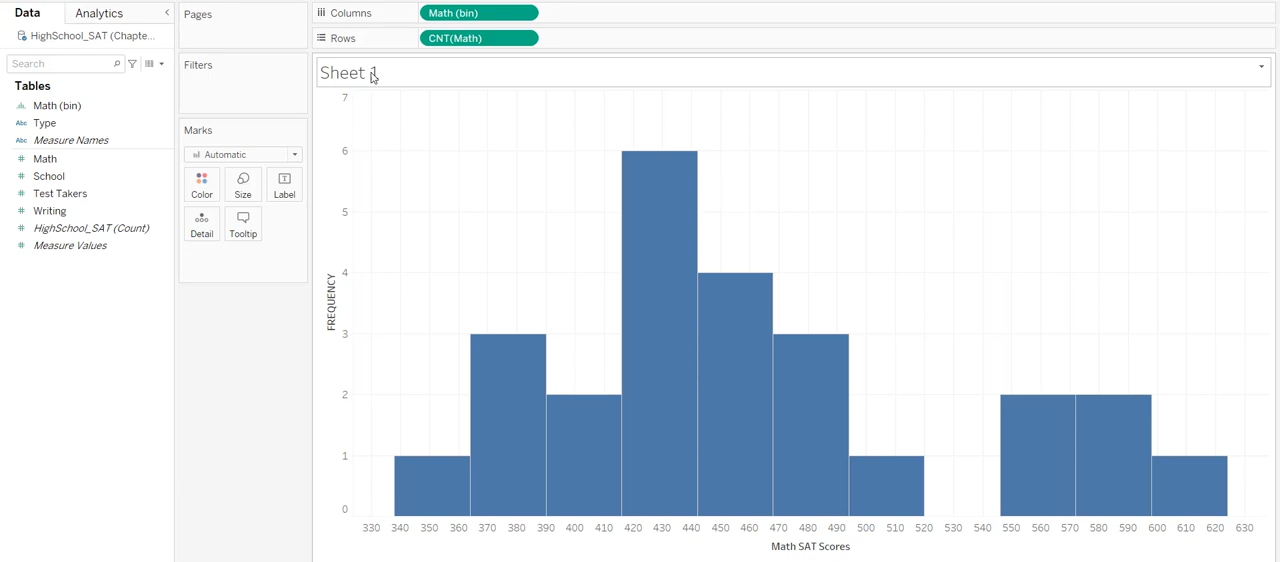 Data
Analytics
HighSchool_SAT (Chapte...
Search
Tables
Math (bin)
Type
Measure Names
Math
School
Test Takers
Writing
HighSchool_SAT (Count)
Measure Values
Pages
Filters
Marks
Automatic
Color Size Label
Detail Tooltip
Columns Math (bin)
Rows CNT(Math)
Sheet 1
7
6
5
4
3
2
1
0
FREQUENCY
330 340 350 360 370 380 390 400 410 420 430 440 450 460 470 480 490 500 510 520 530 540 550 560 570 580 590 600 610 620 630
Math SAT Scores